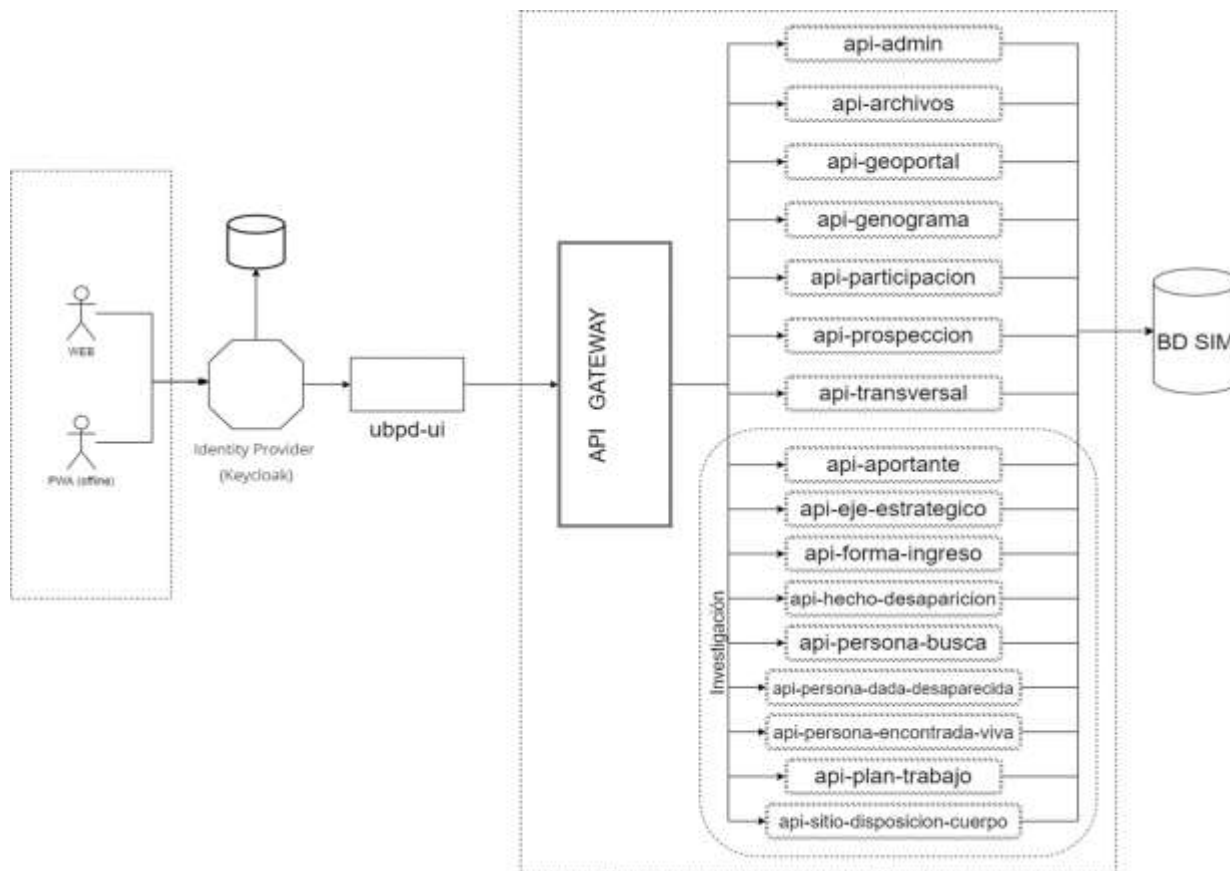 WEB
PWA (offline)
Identity Provider
(Keycloak)
ubpd-ui
API GATEWAY
api-admin
api-archivos
api-geoportal
api-genograma
api-participacion
api-prospeccion
api-transversal
Investigación
api-aportante
api-eje-estrategico
api-forma-ingreso
api-hecho-desaparicion
api-persona-busca
api-persona-dada-desaparecida
api-persona-encontrada-viva
api-plan-trabajo
api-sitio-disposicion-cuerpo
BD SIM